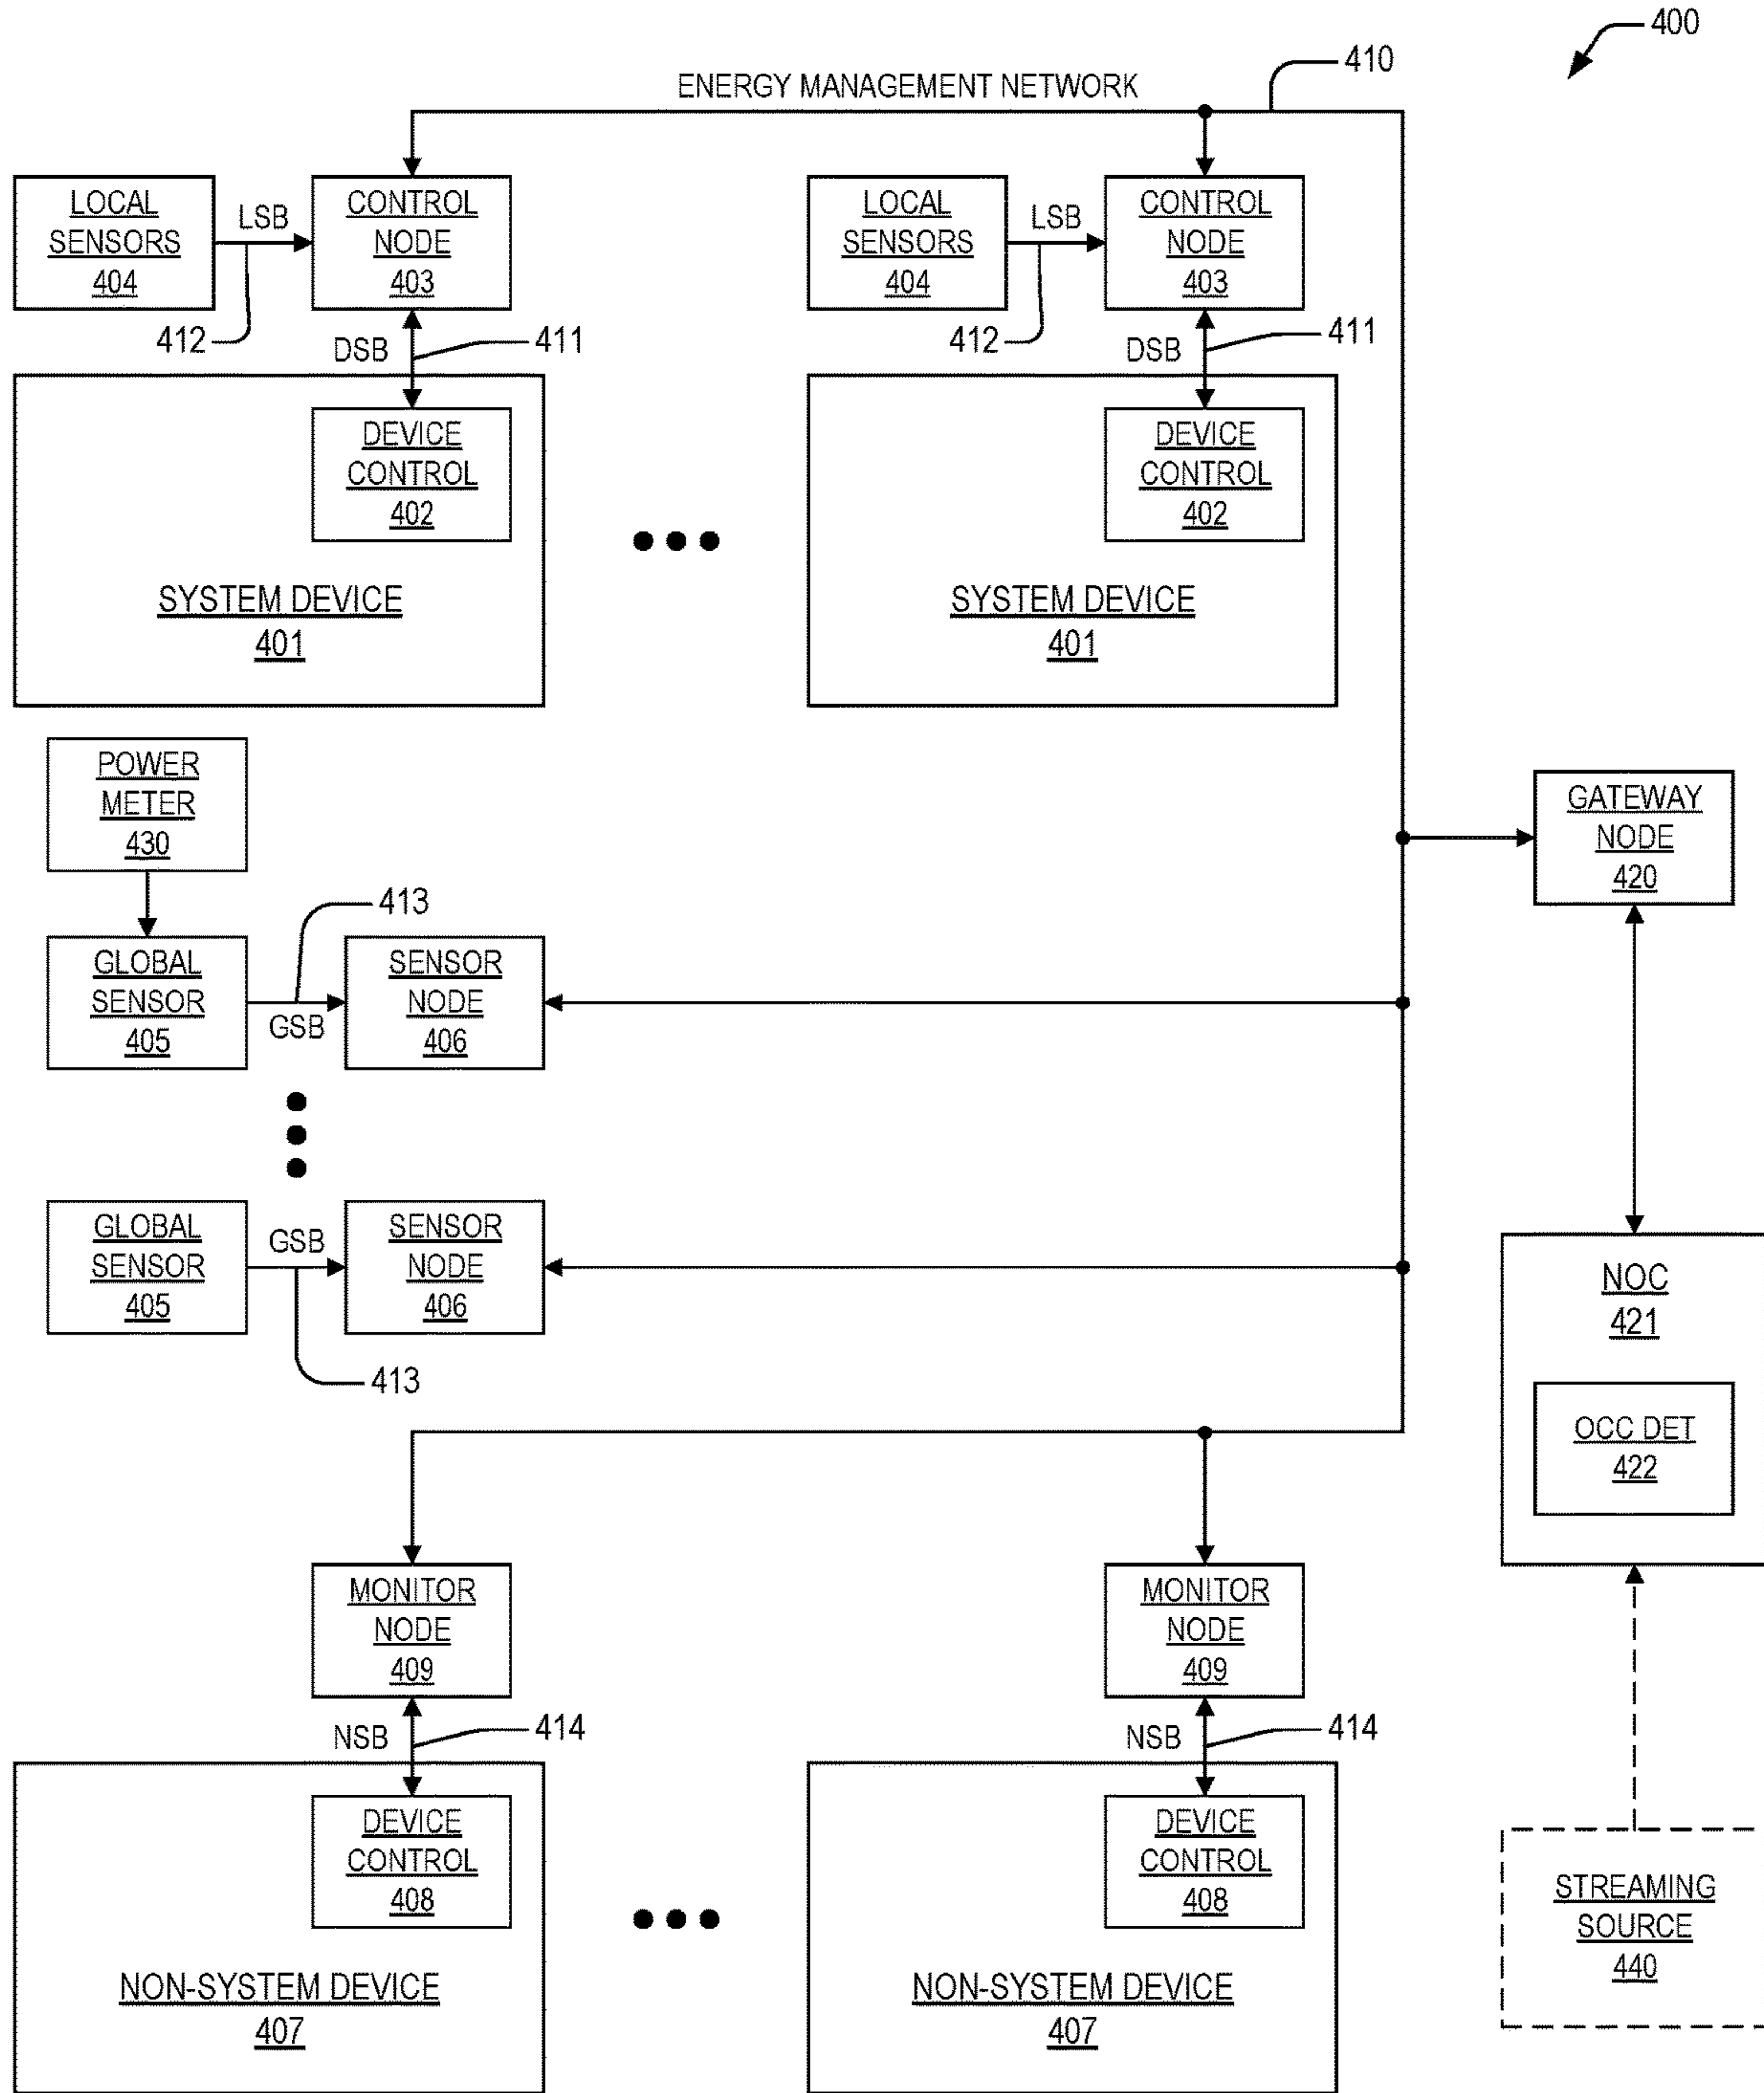 400
410
ENERGY MANAGEMENT NETWORK
LOCAL
SENSORS
404
LSB
412
CONTROL
NODE
403
LOCAL
SENSORS
404
LSB
412
CONTROL
NODE
403
DSB
411
DSB
411
DEVICE
CONTROL
402
SYSTEM DEVICE
401
DEVICE
CONTROL
402
SYSTEM DEVICE
401
POWER
METER
430
GATEWAY
NODE
420
413
GLOBAL
SENSOR
405
GSB
SENSOR
NODE
406
GLOBAL
SENSOR
405
GSB
SENSOR
NODE
406
413
NOC
421
OCC DET
422
MONITOR
NODE
409
MONITOR
NODE
409
NSB
414
NSB
414
DEVICE
CONTROL
408
NON-SYSTEM DEVICE
407
DEVICE
CONTROL
408
NON-SYSTEM DEVICE
407
STREAMING
SOURCE
440